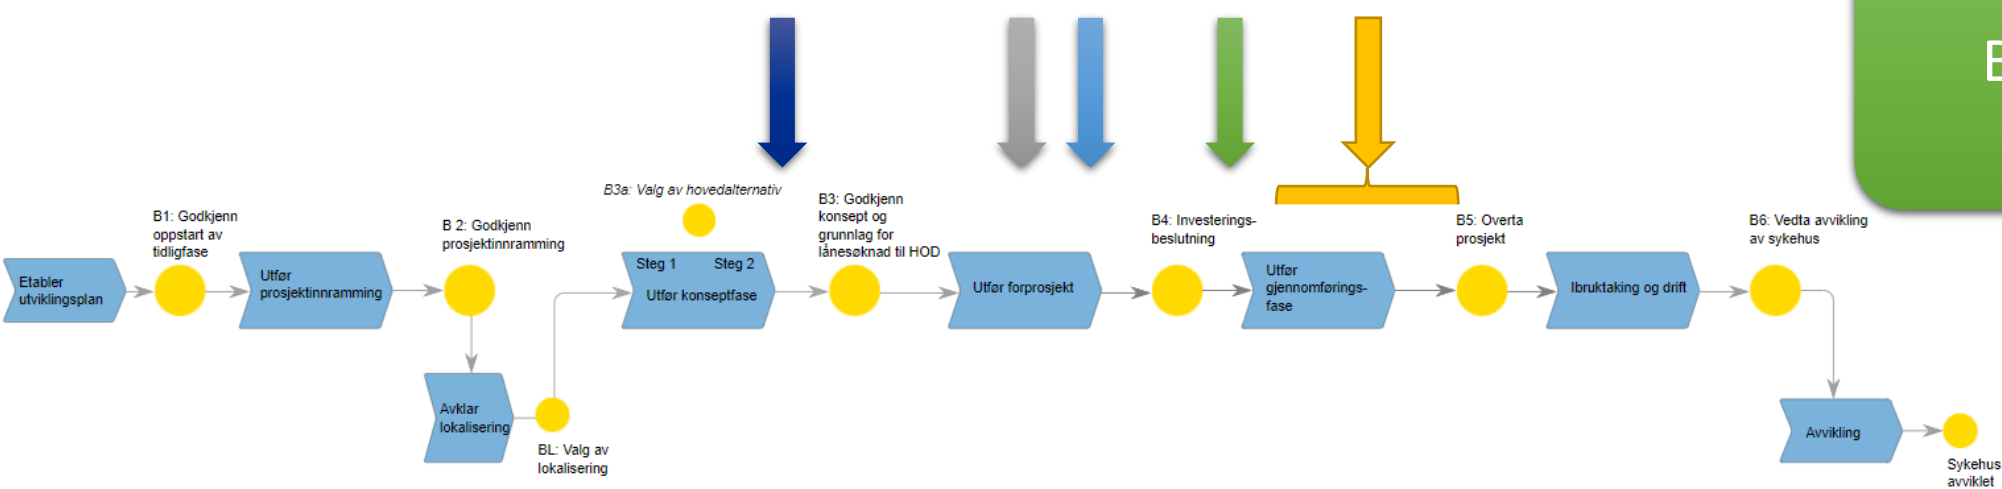 B
B3a: Valg av hovedalternativ
B1: Godkjenn
oppstart av
tidligfase
B 2: Godkjenn
prosjektinnramming
B3: Godkjenn
konsept og
grunnlag for
lånesøknad til HOD
B4: Investerings-
beslutning
B5: Overta
prosjekt
B6: Vedta avvikling
av sykehus
Etabler
utviklingsplan
Utfør
prosjektinnramming
Steg 1 Steg 2
Utfør konseptfase
Utfør forprosjekt
Utfør
gjennomførings-
fase
Ibruktaking og drift
Avklar
lokalisering
BL: Valg av
lokalisering
Avvikling
Sykehus
avviklet